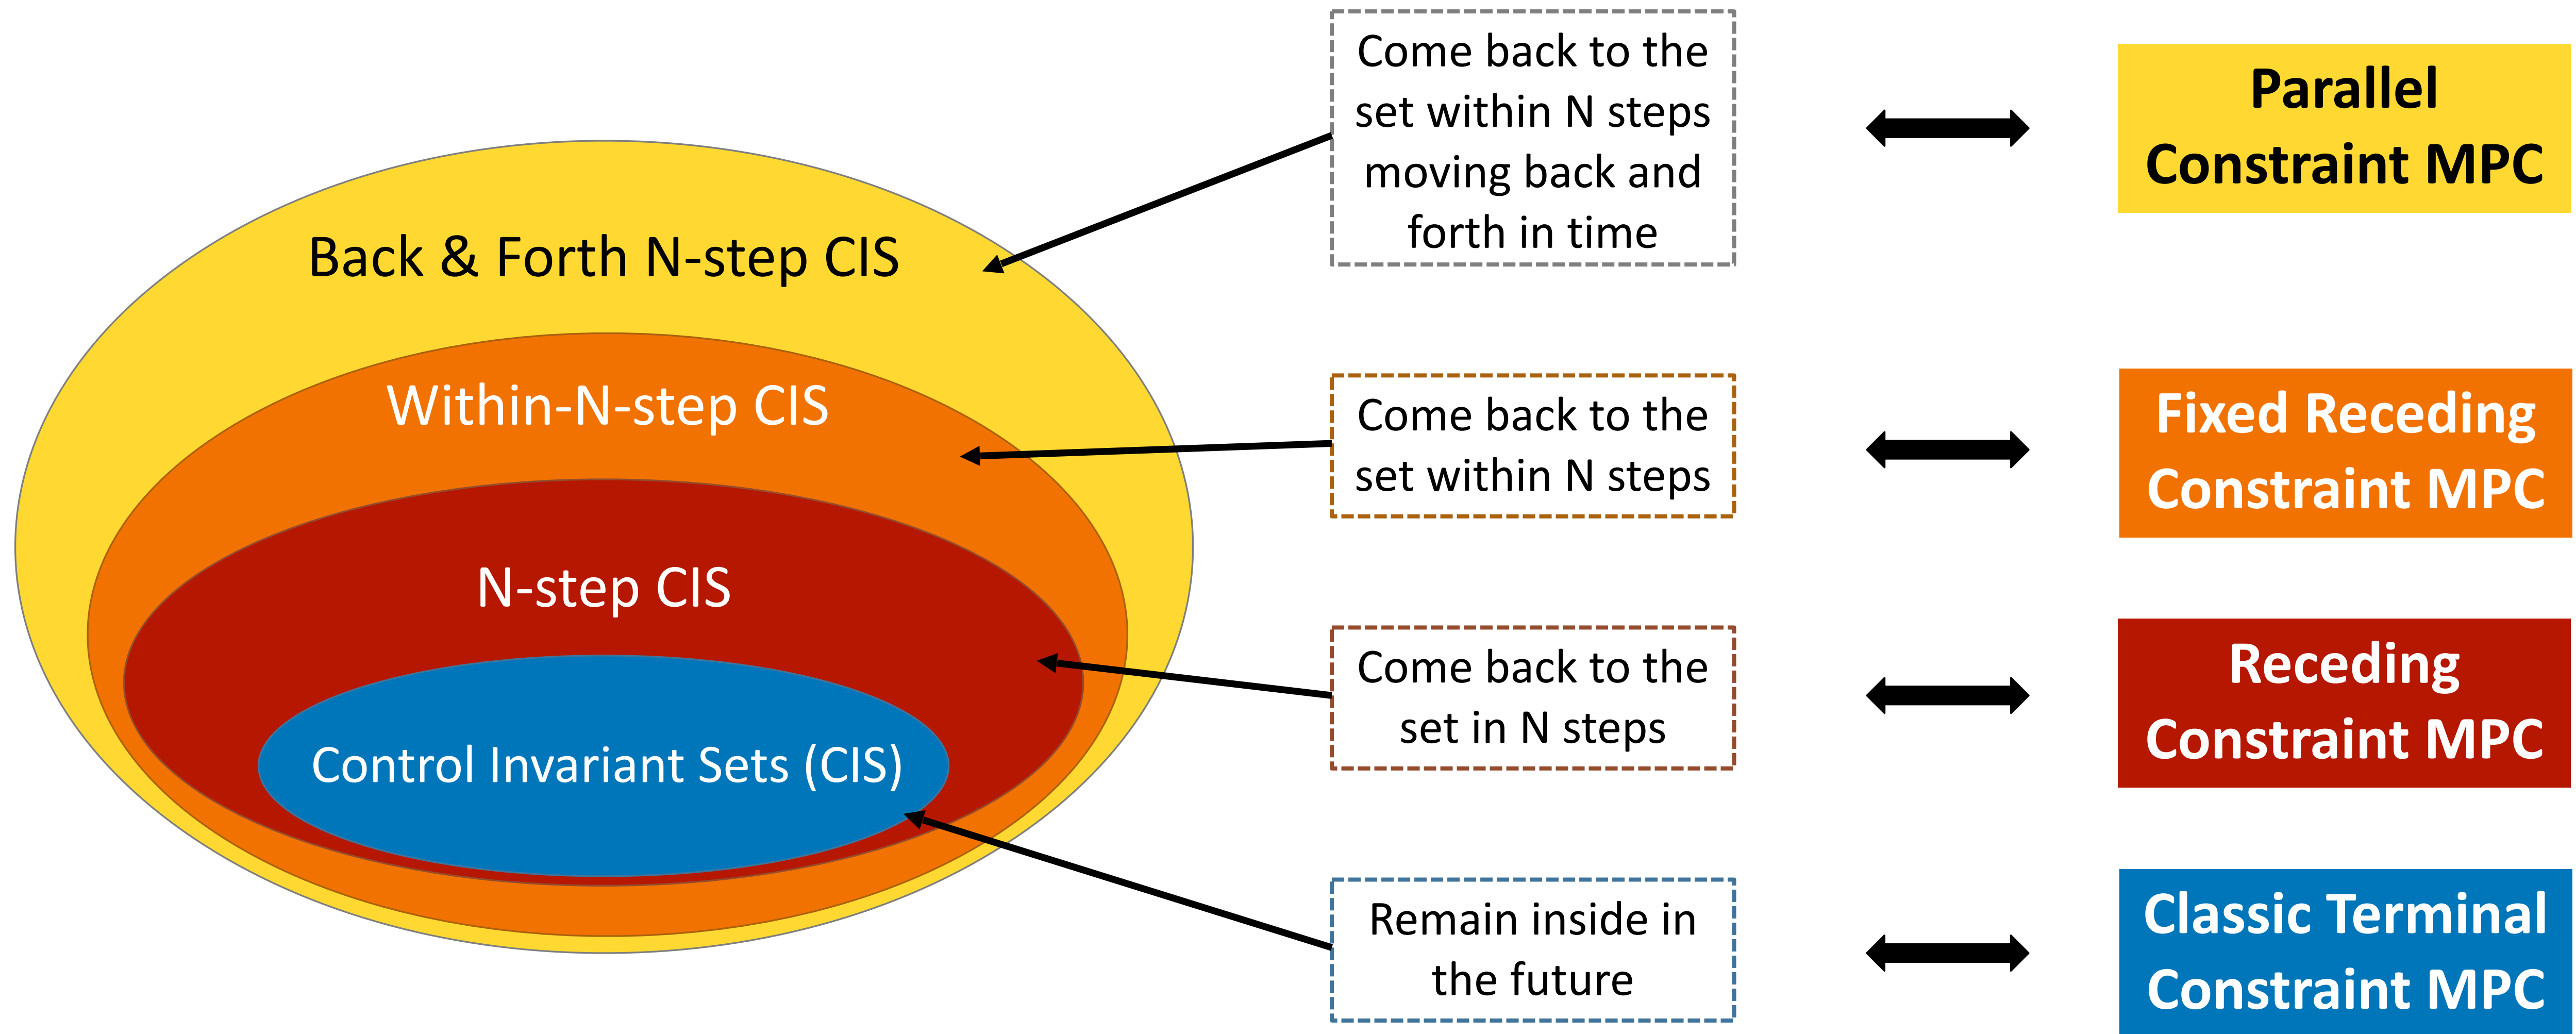 Back & Forth N-step CIS
Within-N-step CIS
N-step CIS
Control Invariant Sets (CIS)
Come back to the
set within N steps
moving back and
forth in time
Parallel
Constraint MPC
Come back to the
set within N steps
Fixed Receding
Constraint MPC
Come back to the
set in N steps
Receding
Constraint MPC
Remain inside in
the future
Classic Terminal
Constraint MPC